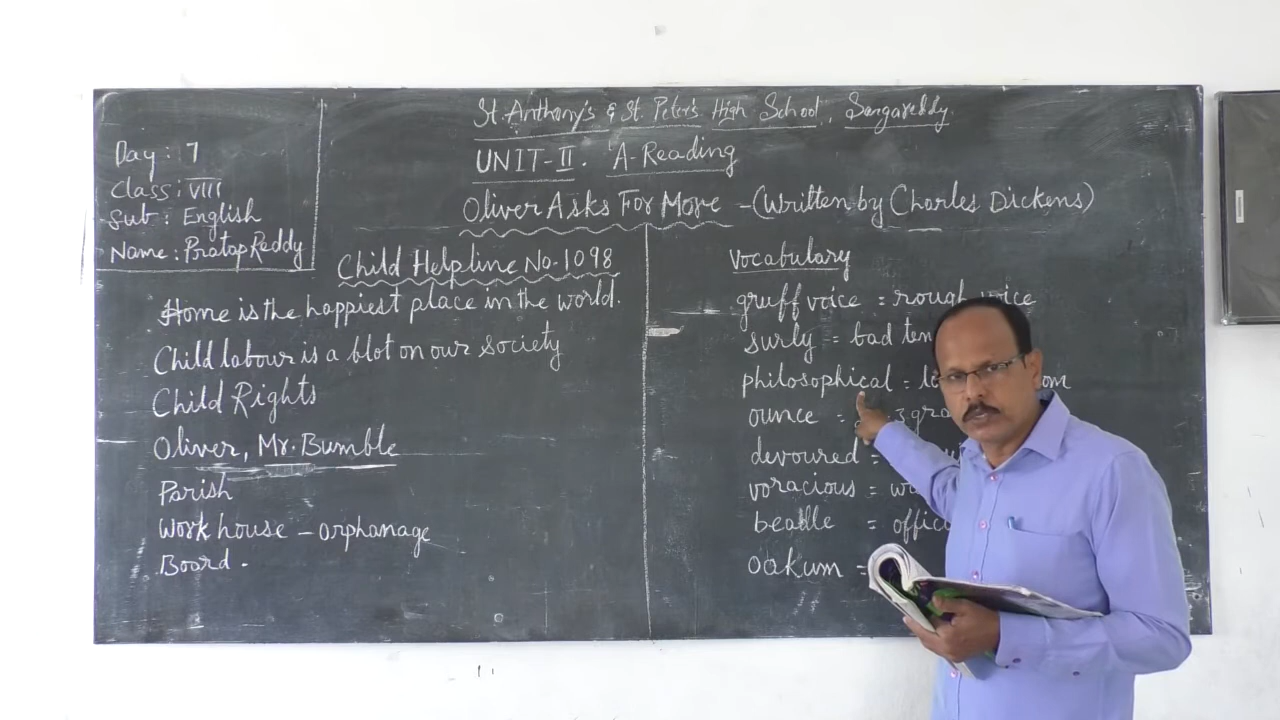 St. Anthony's & St. Peter's High School, Sangareddy.
UNIT-II. A-Reading
Oliver Asks For More - (Written by Charles Dickens)
Day: 7
Class: VIII
Sub: English
Name: Pratap Reddy
Child Helpline No-1098
Home is the happiest place in the world.
Child labour is a blot on our society
Child Rights
Oliver, Mr. Bumble
Parish
Work house - orphanage
Board.
Vocabulary
gruff voice = rough voice
surly = bad
philosophical =
ounce =
devoured =
voracious =
beadle =
oakum =